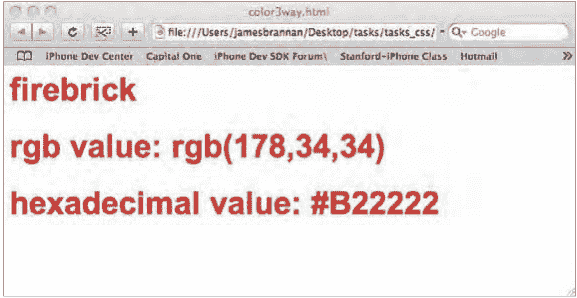 color3way.html
file:///Users/jamesbrannan/Desktop/tasks/tasks_css/
Google
iPhone Dev Center Capital One iPhone Dev SDK Forum\ Stanford-iPhone Class Hotmail
firebrick
rgb value: rgb(178,34,34)
hexadecimal value: #B22222